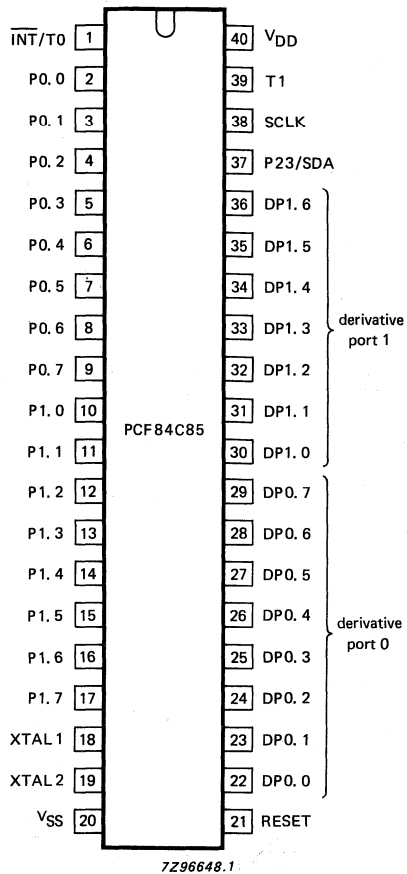 INT/T0 1 40 VDD
P0.0 2 39 T1
P0.1 3 38 SCLK
P0.2 4 37 P23/SDA
P0.3 5 36 DP1.6
P0.4 6 35 DP1.5
P0.5 7 34 DP1.4
P0.6 8 33 DP1.3
derivative
port 1
P0.7 9 32 DP1.2
P1.0 10 31 DP1.1
PCF84C85
P1.1 11 30 DP1.0
P1.2 12 29 DP0.7
P1.3 13 28 DP0.6
P1.4 14 27 DP0.5
P1.5 15 26 DP0.4
derivative
port 0
P1.6 16 25 DP0.3
P1.7 17 24 DP0.2
XTAL1 18 23 DP0.1
XTAL2 19 22 DP0.0
VSS 20 21 RESET
7Z96648.1